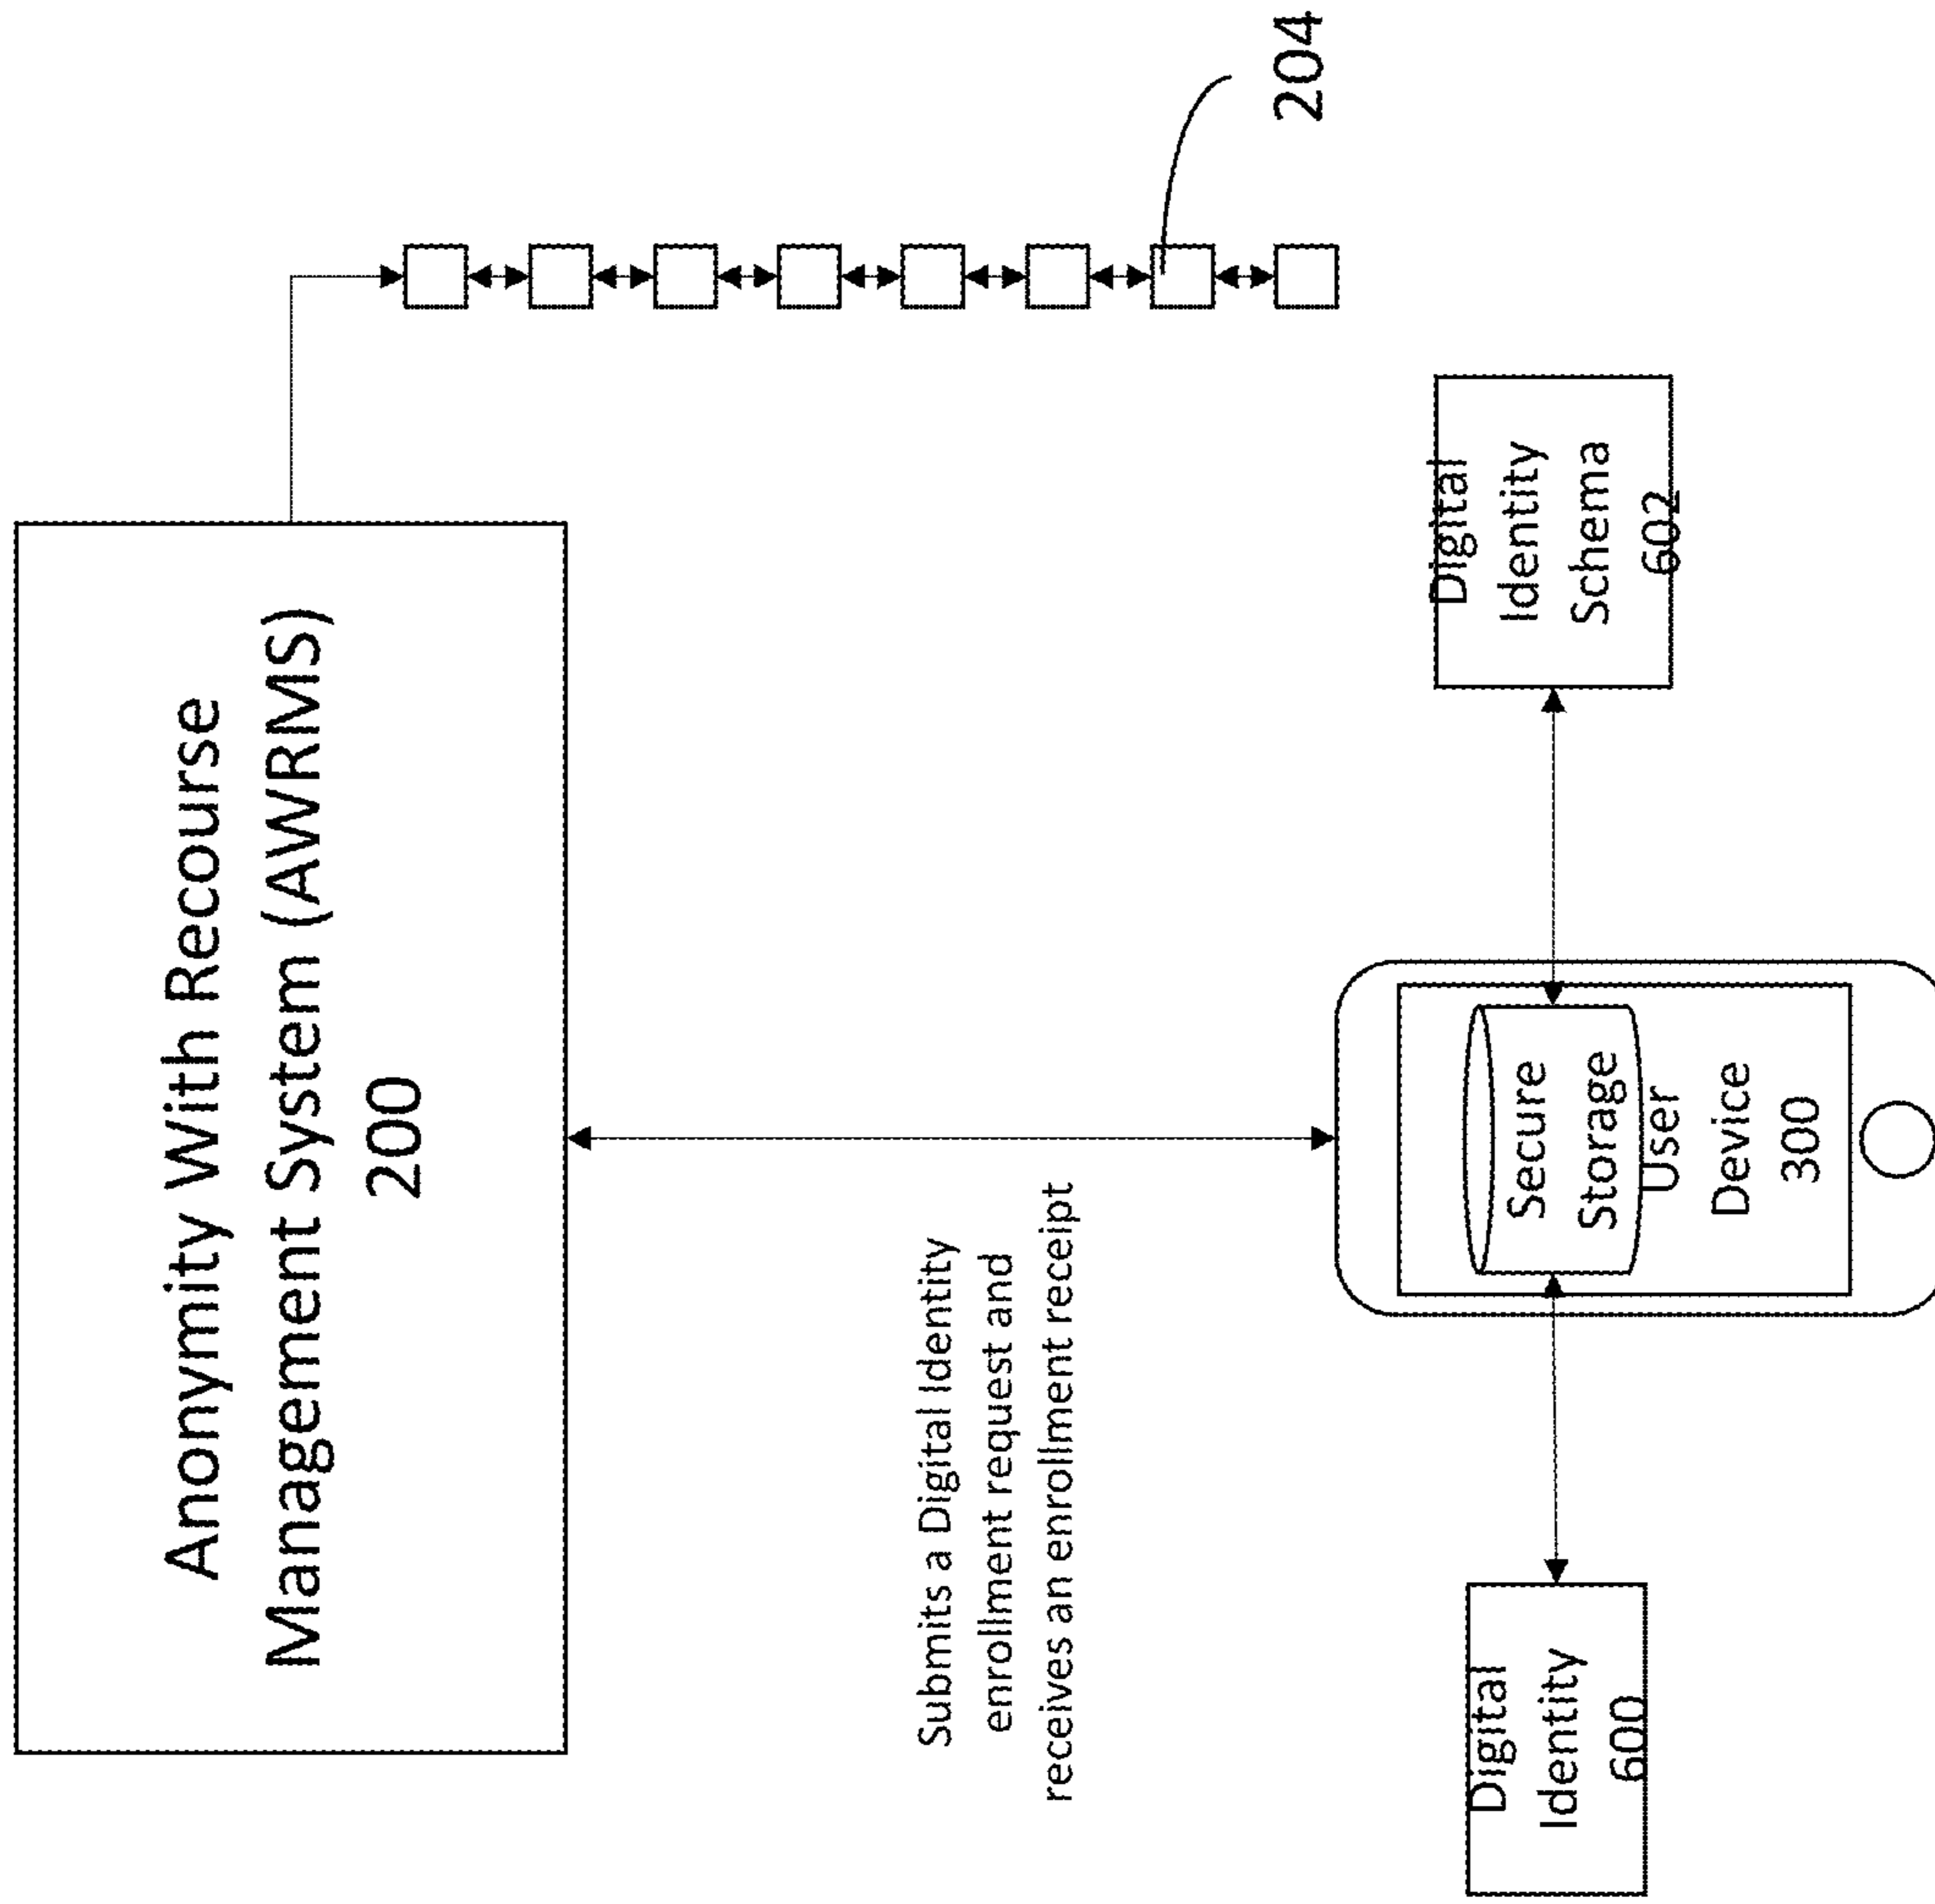 Anonymity With Recourse
Management System (AWRMS)
200
204
Submits a Digital Identity
enrollment request and
receives an enrollment receipt
Digital
Identity
600
Secure
Storage
User
Device
300
Digital
Identity
Schema
602